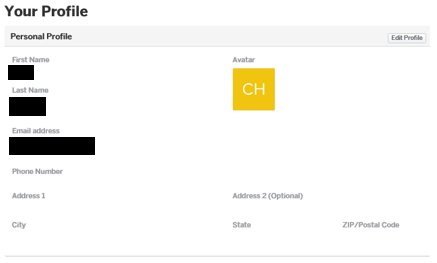 Your Profile
Personal Profile Edit Profile
First Name Avatar
CH
Last Name
Email address
Phone Number
Address 1 Address 2 (Optional)
City State ZIP/Postal Code